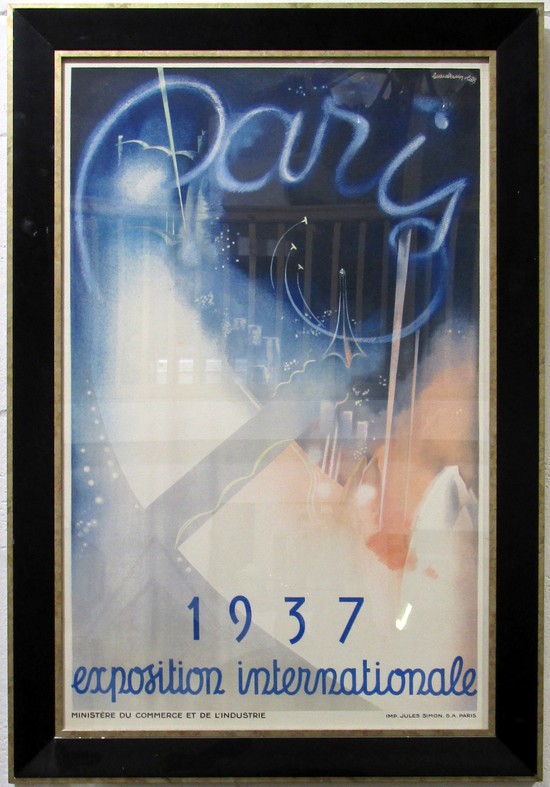 Paris
1937
exposition internationale
MINISTÈRE DU COMMERCE ET DE L'INDUSTRIE
IMP. JULES SIMON. S.A. PARIS